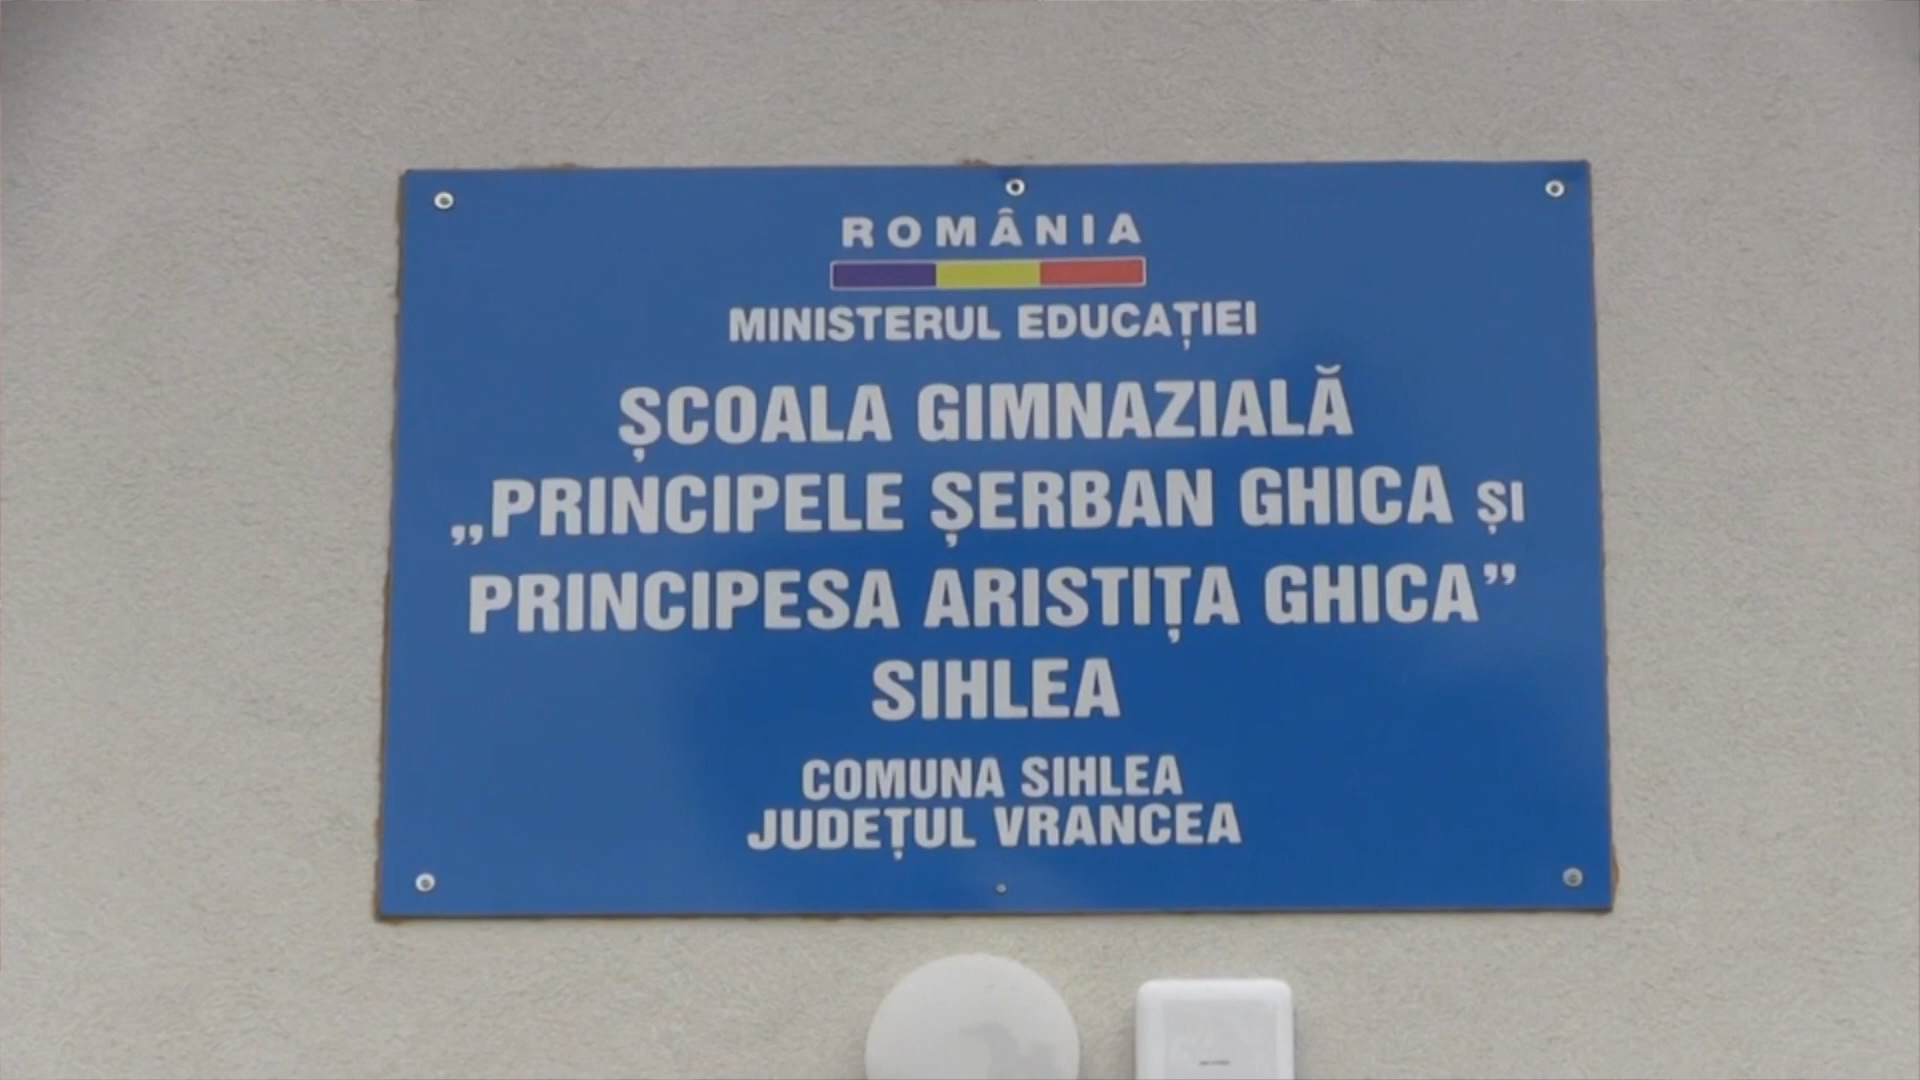 ROMÂNIA
MINISTERUL EDUCAȚIEI
ȘCOALA GIMNAZIALĂ
„PRINCIPELE ȘERBAN GHICA ȘI
PRINCIPESA ARISTIȚA GHICA”
SIHLEA
COMUNA SIHLEA
JUDEȚUL VRANCEA